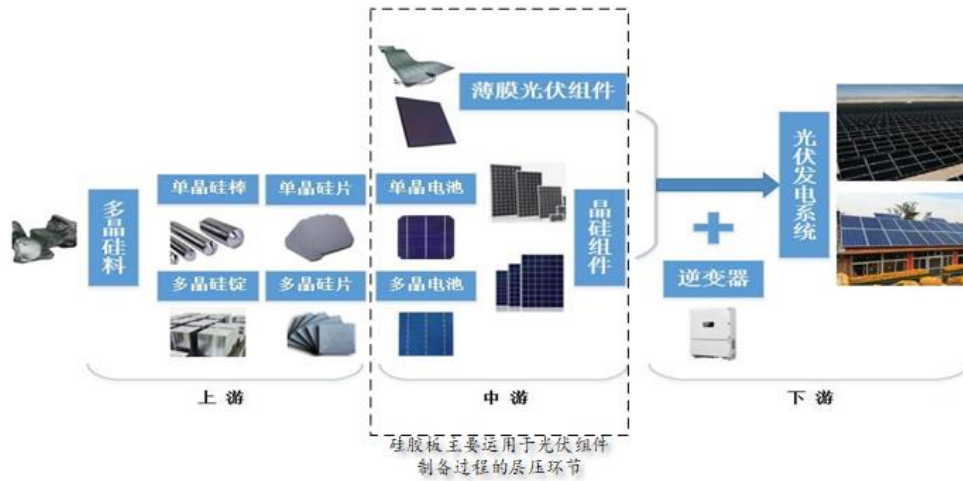 薄膜光伏组件
多晶硅料
单晶硅棒
单晶硅片
单晶电池
晶硅组件
光伏发电系统
多晶硅锭
多晶硅片
多晶电池
逆变器
上 游
中 游
下 游
硅胶板主要运用于光伏组件
制备过程的层压环节